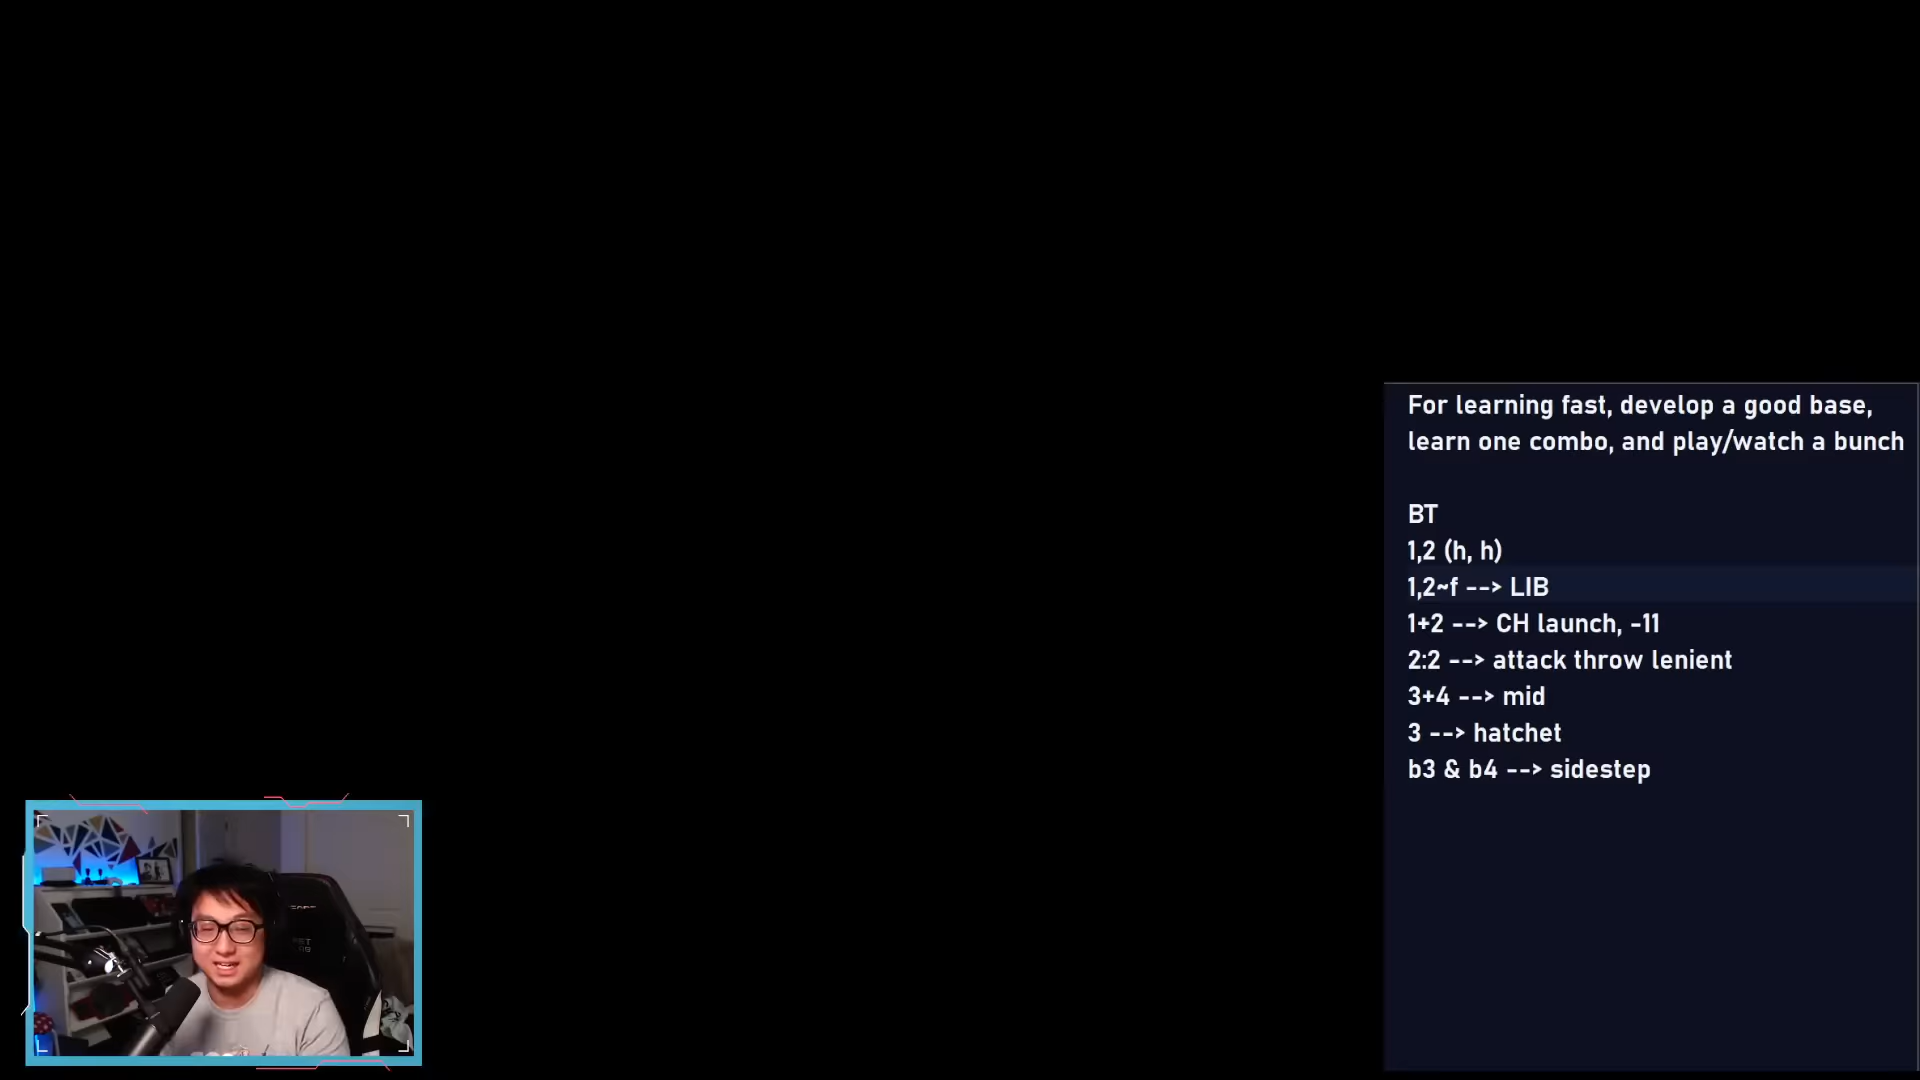 For learning fast, develop a good base,
learn one combo, and play/watch a bunch
BT
1,2 (h, h)
1,2~f --> LIB
1+2 --> CH launch, -11
2:2 --> attack throw lenient
3+4 --> mid
3 --> hatchet
b3 & b4 --> sidestep